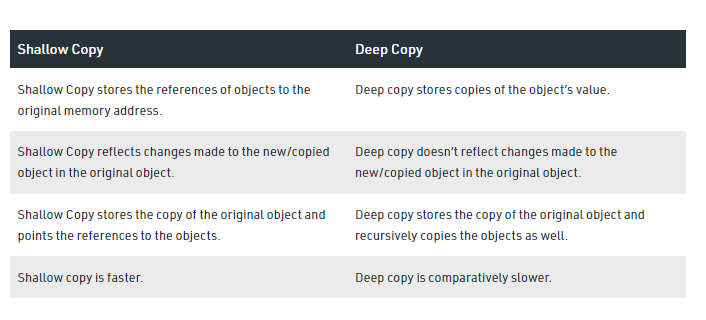 Shallow Copy
Deep Copy
Shallow Copy stores the references of objects to the
original memory address.
Deep copy stores copies of the object’s value.
Shallow Copy reflects changes made to the new/copied
object in the original object.
Deep copy doesn’t reflect changes made to the
new/copied object in the original object.
Shallow Copy stores the copy of the original object and
points the references to the objects.
Deep copy stores the copy of the original object and
recursively copies the objects as well.
Shallow copy is faster.
Deep copy is comparatively slower.